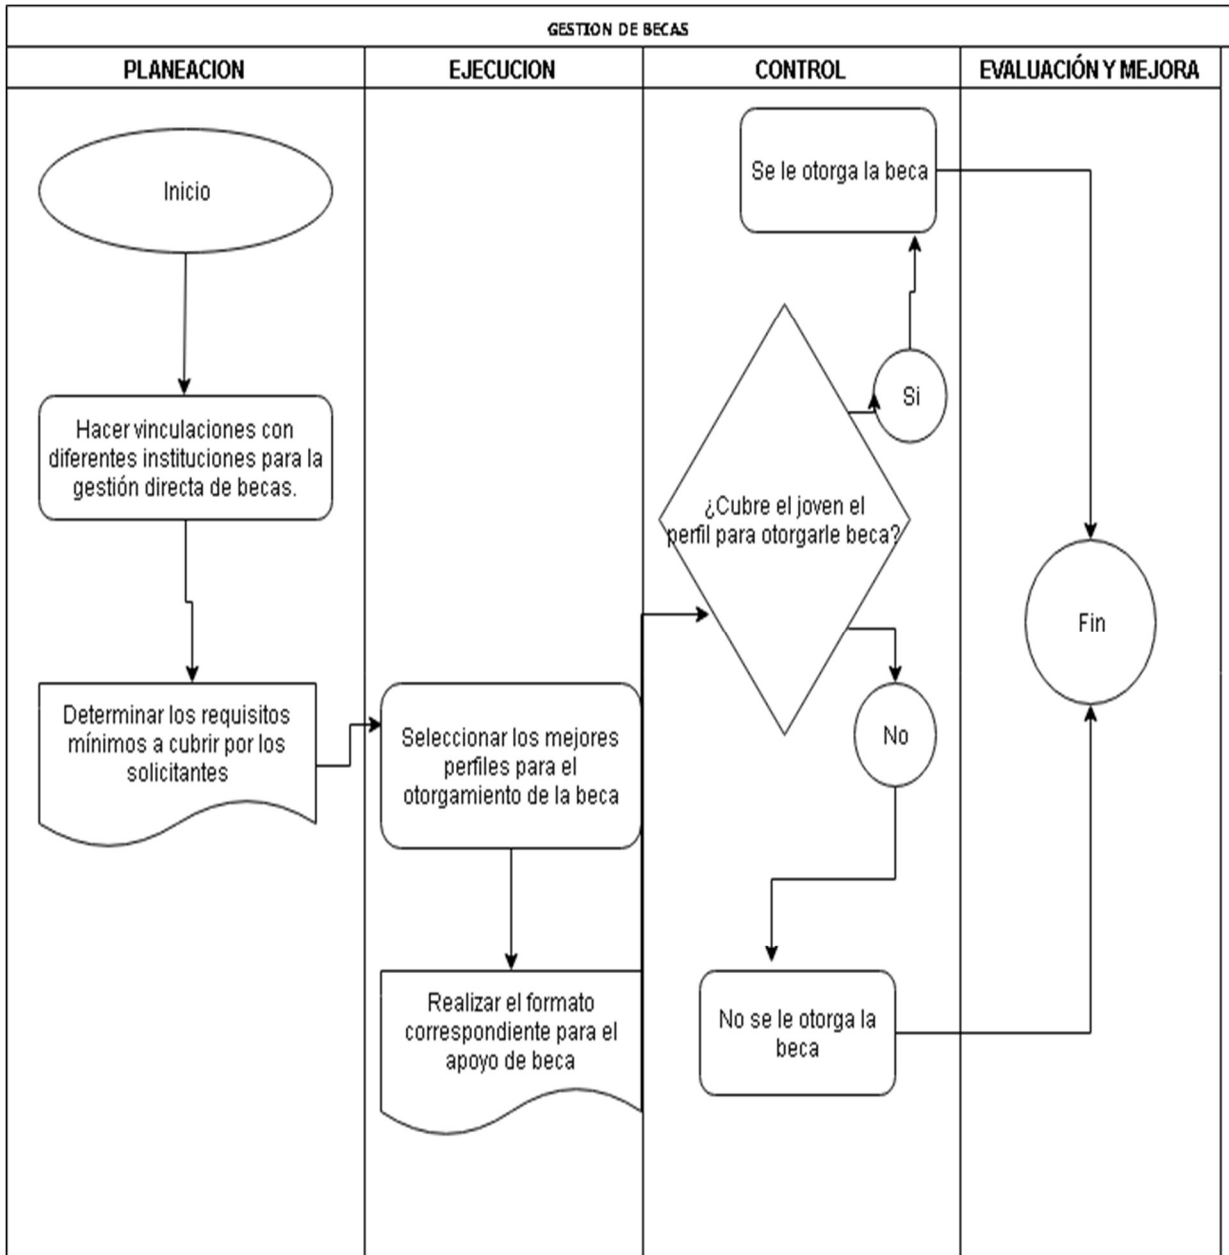 GESTION DE BECAS
PLANEACION
EJECUCION
CONTROL
EVALUACIÓN Y MEJORA
Inicio
Hacer vinculaciones con
diferentes instituciones para la
gestión directa de becas.
Determinar los requisitos
mínimos a cubrir por los
solicitantes
Seleccionar los mejores
perfiles para el
otorgamiento de la beca
Realizar el formato
correspondiente para el
apoyo de beca
Se le otorga la beca
Si
¿Cubre el joven el
perfil para otorgarle beca?
No
No se le otorga la
beca
Fin